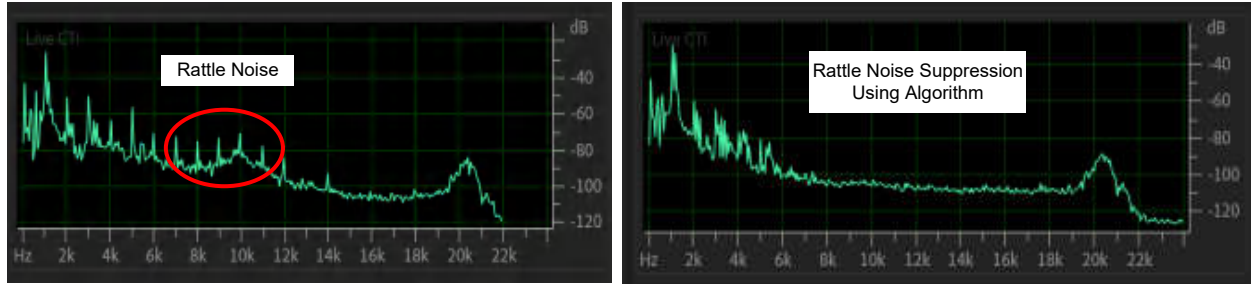 Live CTI
dB
Rattle Noise
-40
-60
-80
-100
-120
Hz 2k 4k 6k 8k 10k 12k 14k 16k 18k 20k 22k
Live CTI
dB
Rattle Noise Suppression
Using Algorithm
-40
-60
-80
-100
-120
Hz 2k 4k 6k 8k 10k 12k 14k 16k 18k 20k 22k